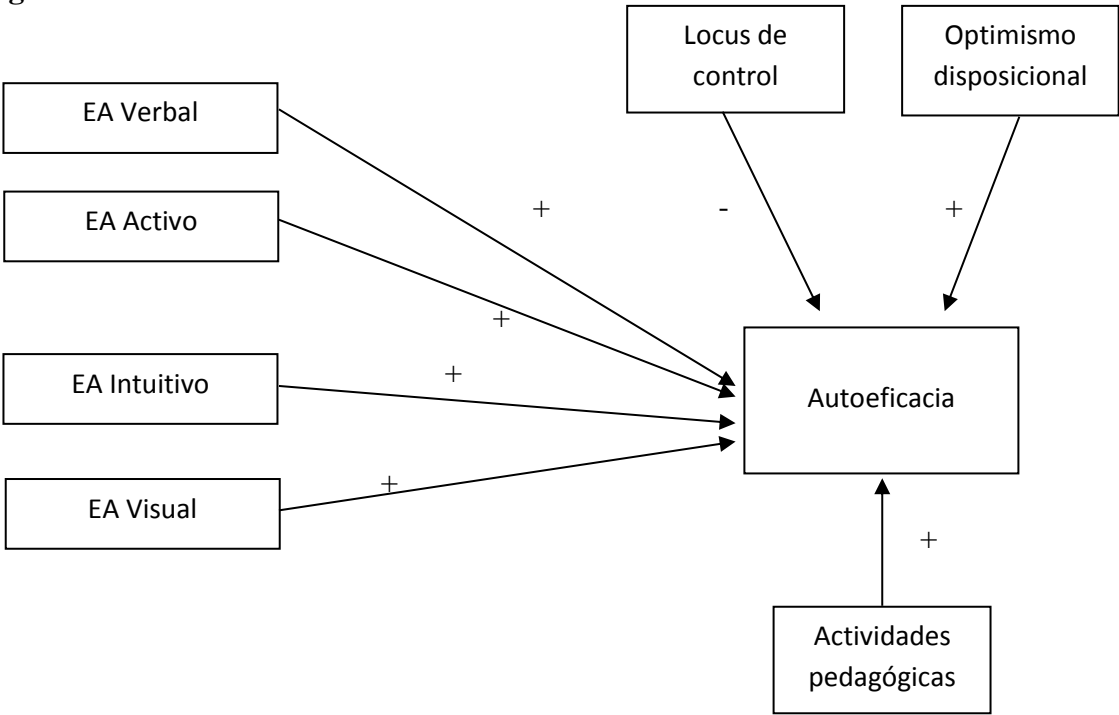 Locus de
control
Optimismo
disposicional
EA Verbal
EA Activo
+
-
+
+
EA Intuitivo
+
Autoeficacia
EA Visual
+
+
Actividades
pedagógicas